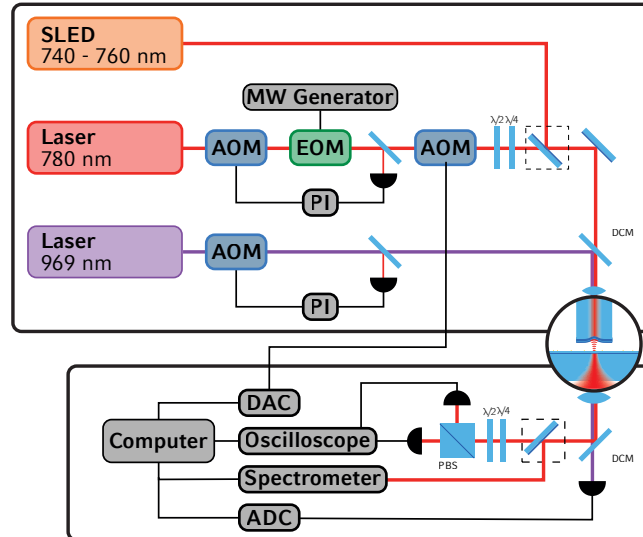 SLED
740 - 760 nm
MW Generator
λ/2 λ/4
Laser
780 nm
AOM
EOM
AOM
PI
Laser
969 nm
AOM
DCM
PI
DAC
Computer
Oscilloscope
λ/2 λ/4
PBS
DCM
Spectrometer
ADC